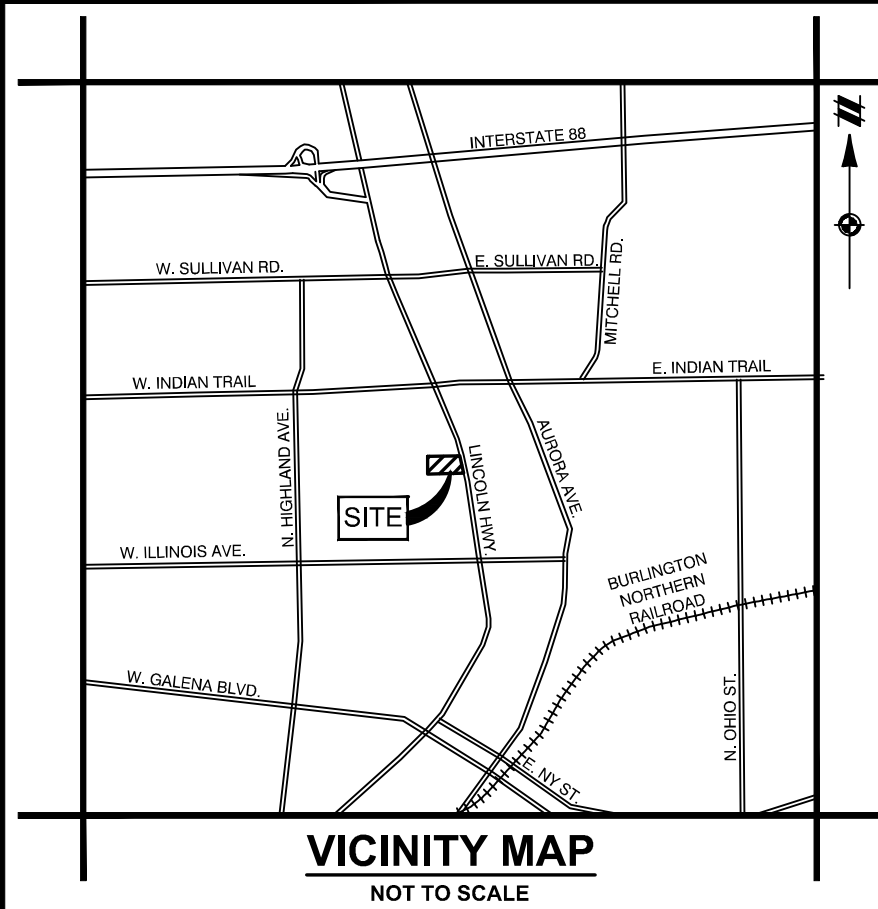 INTERSTATE 88
W. SULLIVAN RD.
E. SULLIVAN RD.
MITCHELL RD.
W. INDIAN TRAIL
E. INDIAN TRAIL
N. HIGHLAND AVE.
LINCOLN HWY.
AURORA AVE.
SITE
W. ILLINOIS AVE.
BURLINGTON
NORTHERN
RAILROAD
W. GALENA BLVD.
N. OHIO ST.
E. NY ST.
VICINITY MAP
NOT TO SCALE